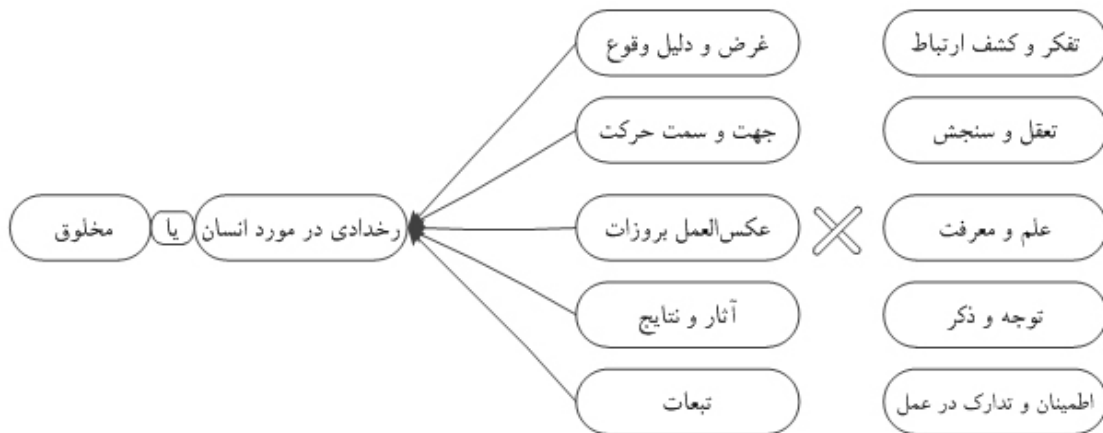 تفکر و کشف ارتباط
تعقل و سنجش
علم و معرفت
توجه و ذکر
اطمینان و تدارک در عمل
غرض و دلیل وقوع
جهت و سمت حرکت
عکس‌العمل بروزات
آثار و نتایج
تبعات
رخدادی در مورد انسان
یا
مخلوق